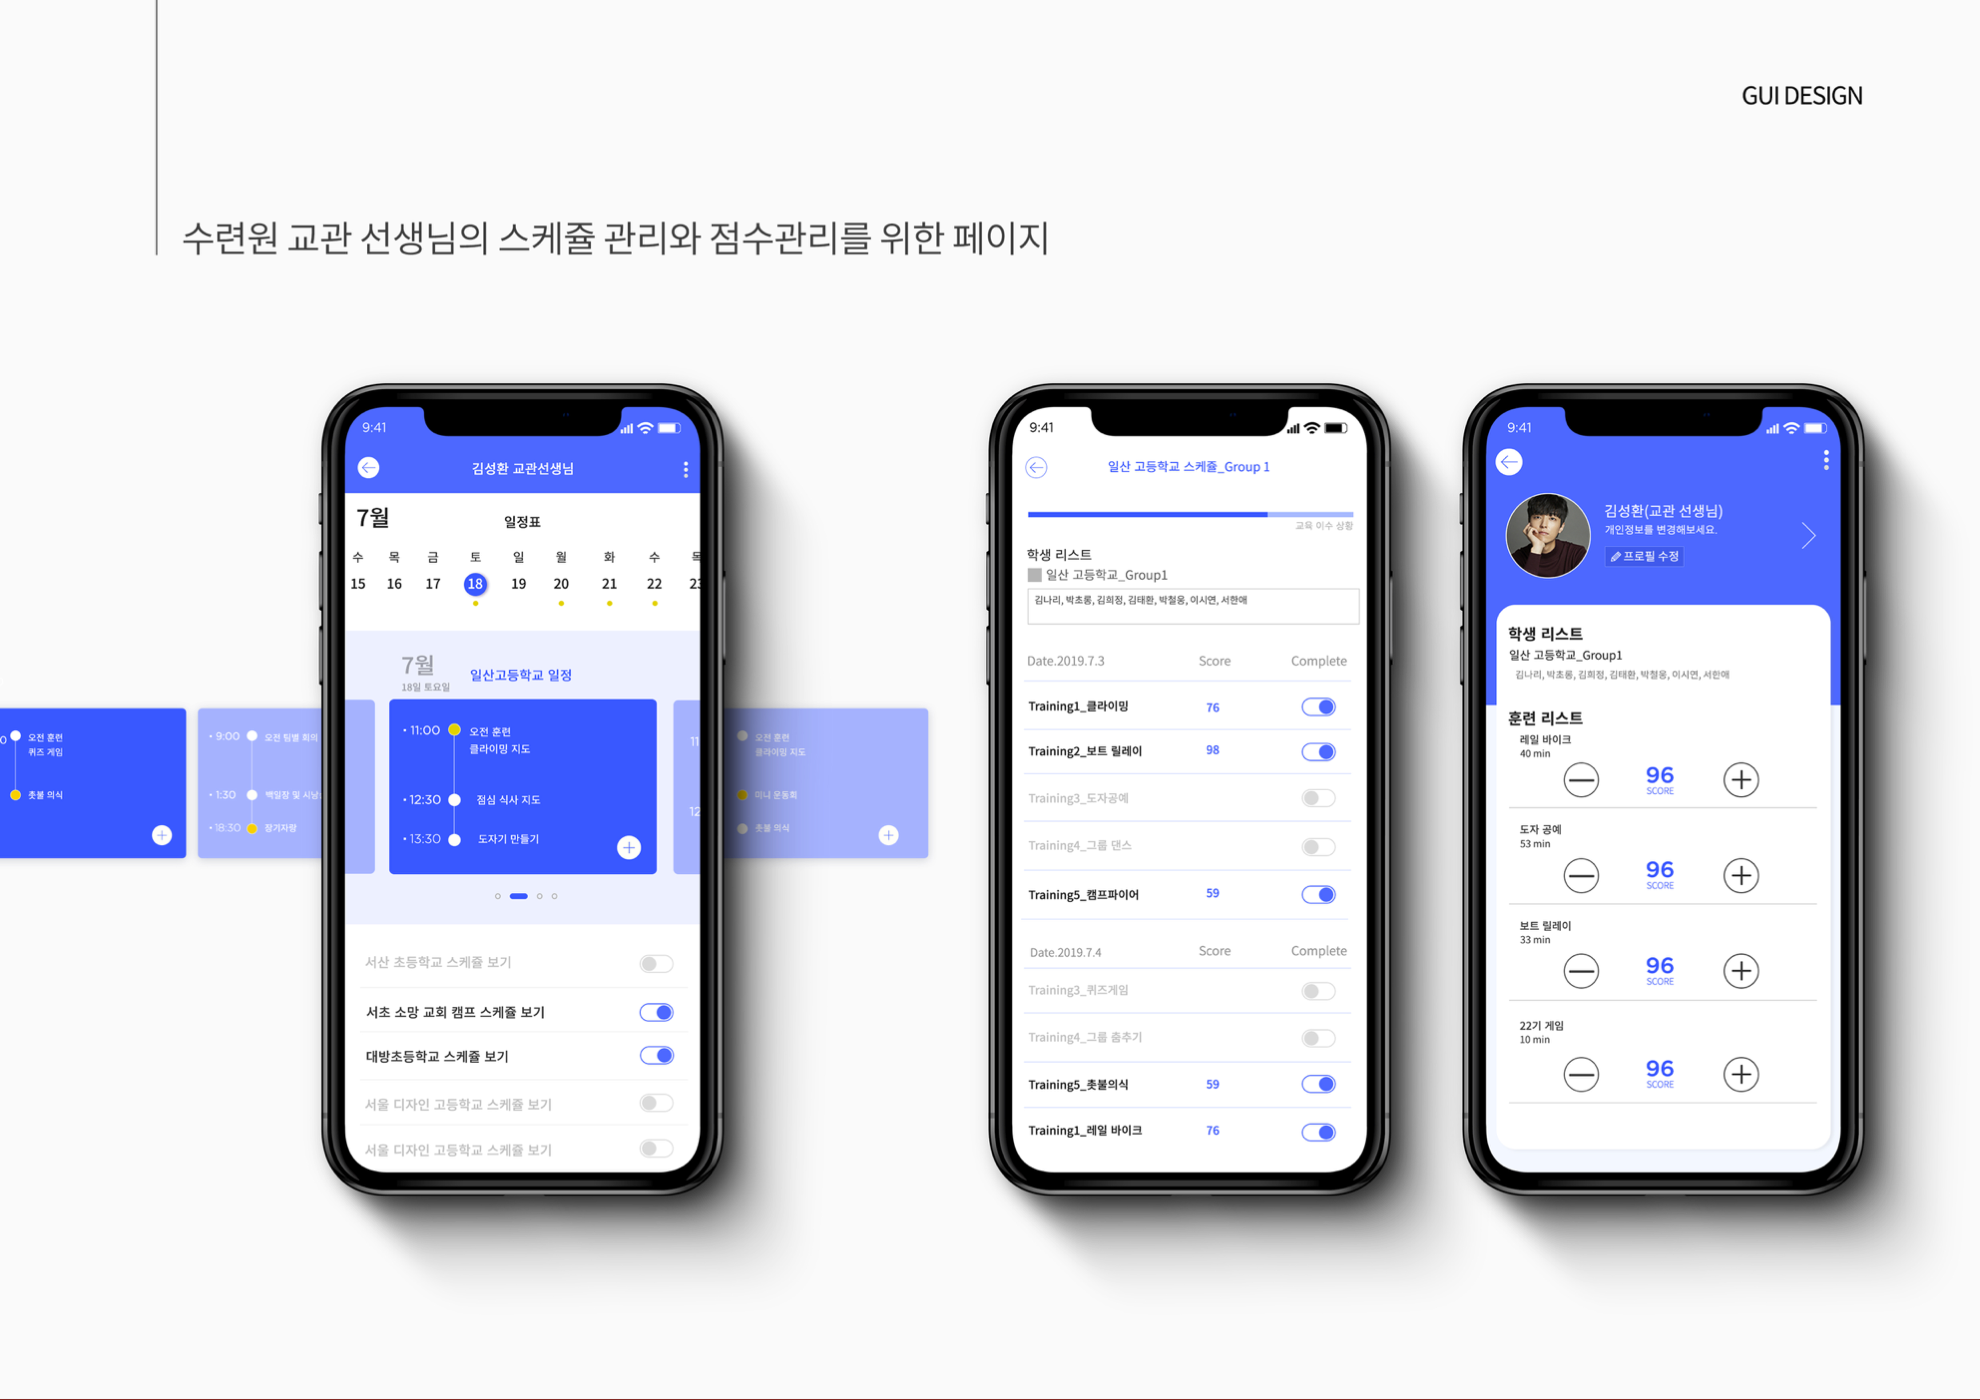 GUI DESIGN
수련원 교관 선생님의 스케쥴 관리와 점수관리를 위한 페이지
오전 훈련
퀴즈 게임
촛불 의식
• 9:00 오전 팀별 회의
• 1:30 백일장 및 시낭
• 18:30 장기자랑
9:41
김성환 교관선생님
7월
일정표
수 목 금 토 일 월 화 수 목
15 16 17 18 19 20 21 22 23
7월
18일 토요일
일산고등학교 일정
• 11:00 오전 훈련
클라이밍 지도
• 12:30 점심 식사 지도
• 13:30 도자기 만들기
11
12
오전 훈련
클라이밍 지도
미니 운동회
촛불 의식
서산 초등학교 스케쥴 보기
서초 소망 교회 캠프 스케쥴 보기
대방초등학교 스케쥴 보기
서울 디자인 고등학교 스케쥴 보기
서울 디자인 고등학교 스케쥴 보기
9:41
일산 고등학교 스케쥴_Group 1
교육 이수 상황
학생 리스트
일산 고등학교_Group1
김나리, 박초롱, 김희정, 김태환, 박철웅, 이시연, 서한애
Date.2019.7.3 Score Complete
Training1_클라이밍 76
Training2_보트 릴레이 98
Training3_도자공예
Training4_그룹 댄스
Training5_캠프파이어 59
Date.2019.7.4 Score Complete
Training3_퀴즈게임
Training4_그룹 춤추기
Training5_촛불의식 59
Training1_레일 바이크 76
9:41
김성환(교관 선생님)
개인정보를 변경해보세요.
프로필 수정
학생 리스트
일산 고등학교_Group1
김나리, 박초롱, 김희정, 김태환, 박철웅, 이시연, 서한애
훈련 리스트
레일 바이크
40 min
96
SCORE
도자 공예
53 min
96
SCORE
보트 릴레이
33 min
96
SCORE
22기 게임
10 min
96
SCORE